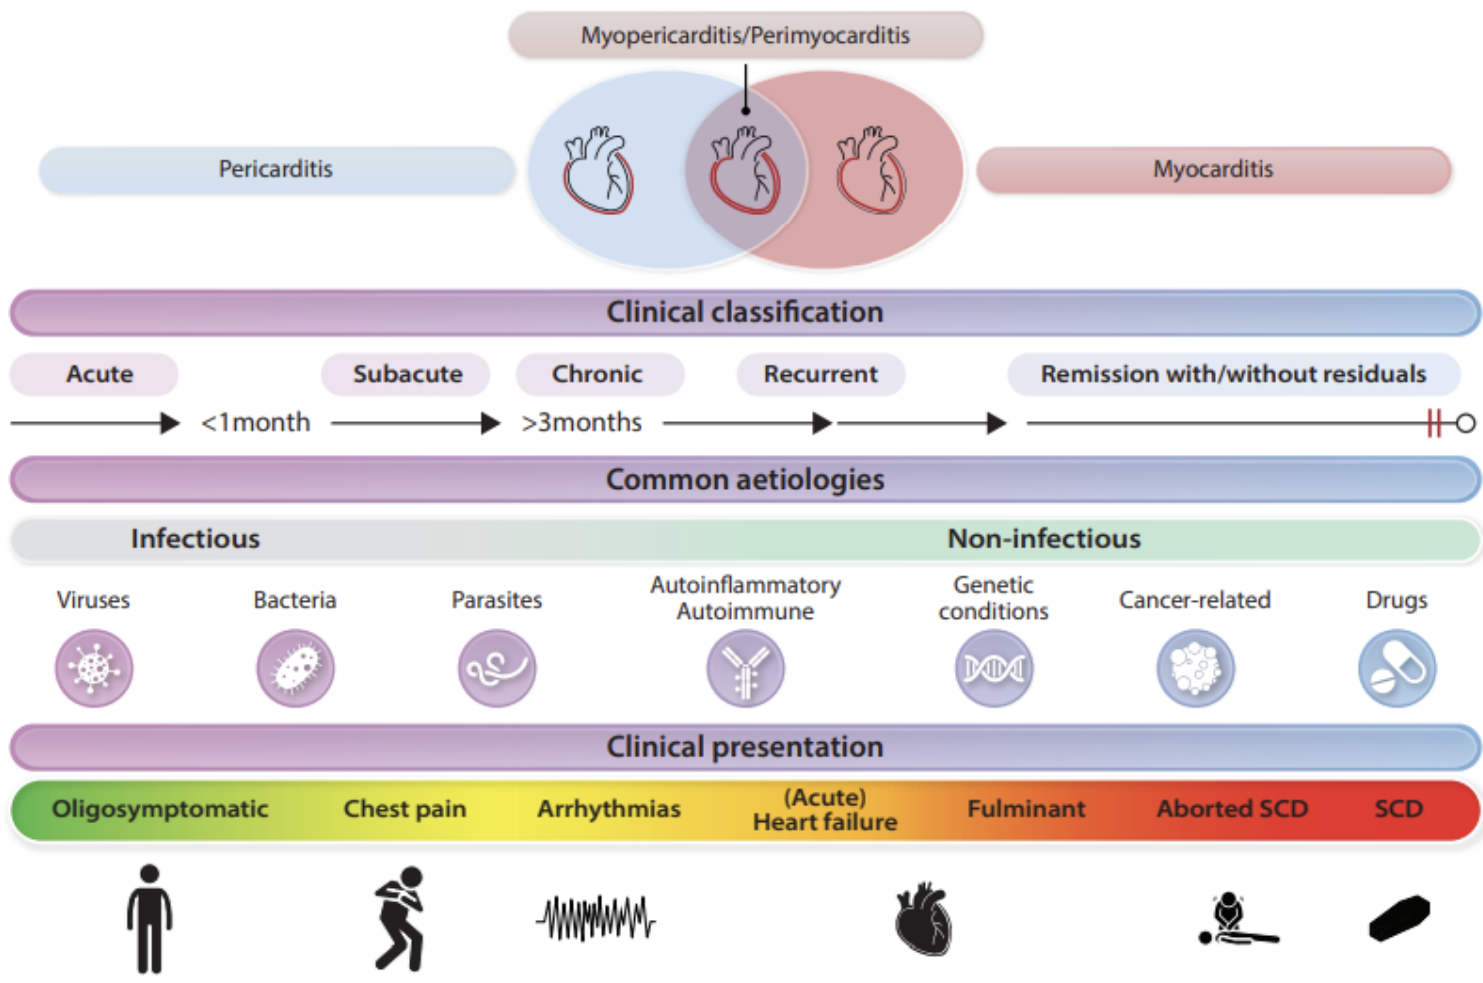 Myopericarditis/Perimyocarditis
Pericarditis
Myocarditis
Clinical classification
Acute
Subacute
Chronic
Recurrent
Remission with/without residuals
<1month
>3months
Common aetiologies
Infectious
Non-infectious
Viruses
Bacteria
Parasites
Autoinflammatory
Autoimmune
Genetic
conditions
Cancer-related
Drugs
Clinical presentation
Oligosymptomatic
Chest pain
Arrhythmias
(Acute)
Heart failure
Fulminant
Aborted SCD
SCD